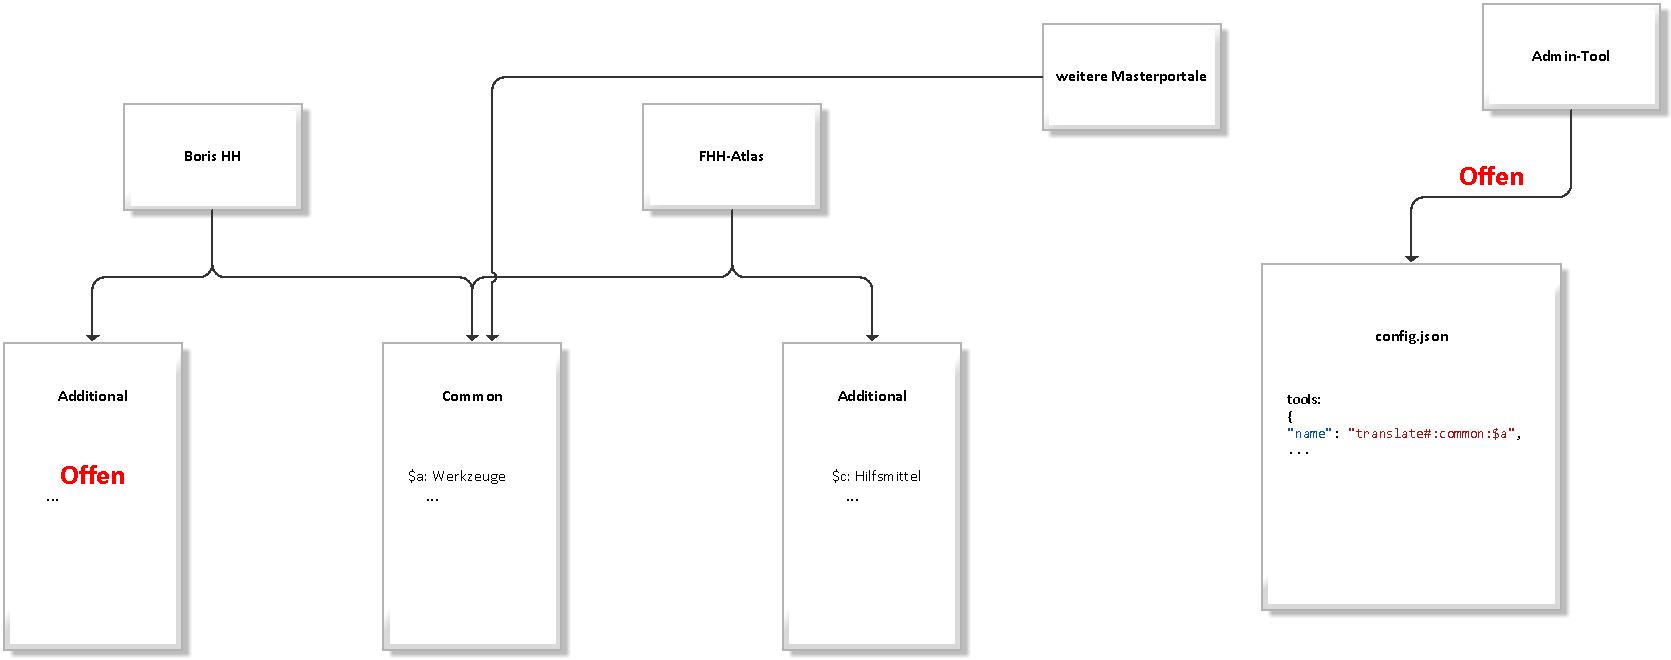 Admin-Tool
weitere Masterportale
Boris HH
FHH-Atlas
Offen
Additional
Offen
...
Common
$a: Werkzeuge
...
Additional
$c: Hilfsmittel
...
config.json
tools:
{
"name": "translate#:common:$a",
...